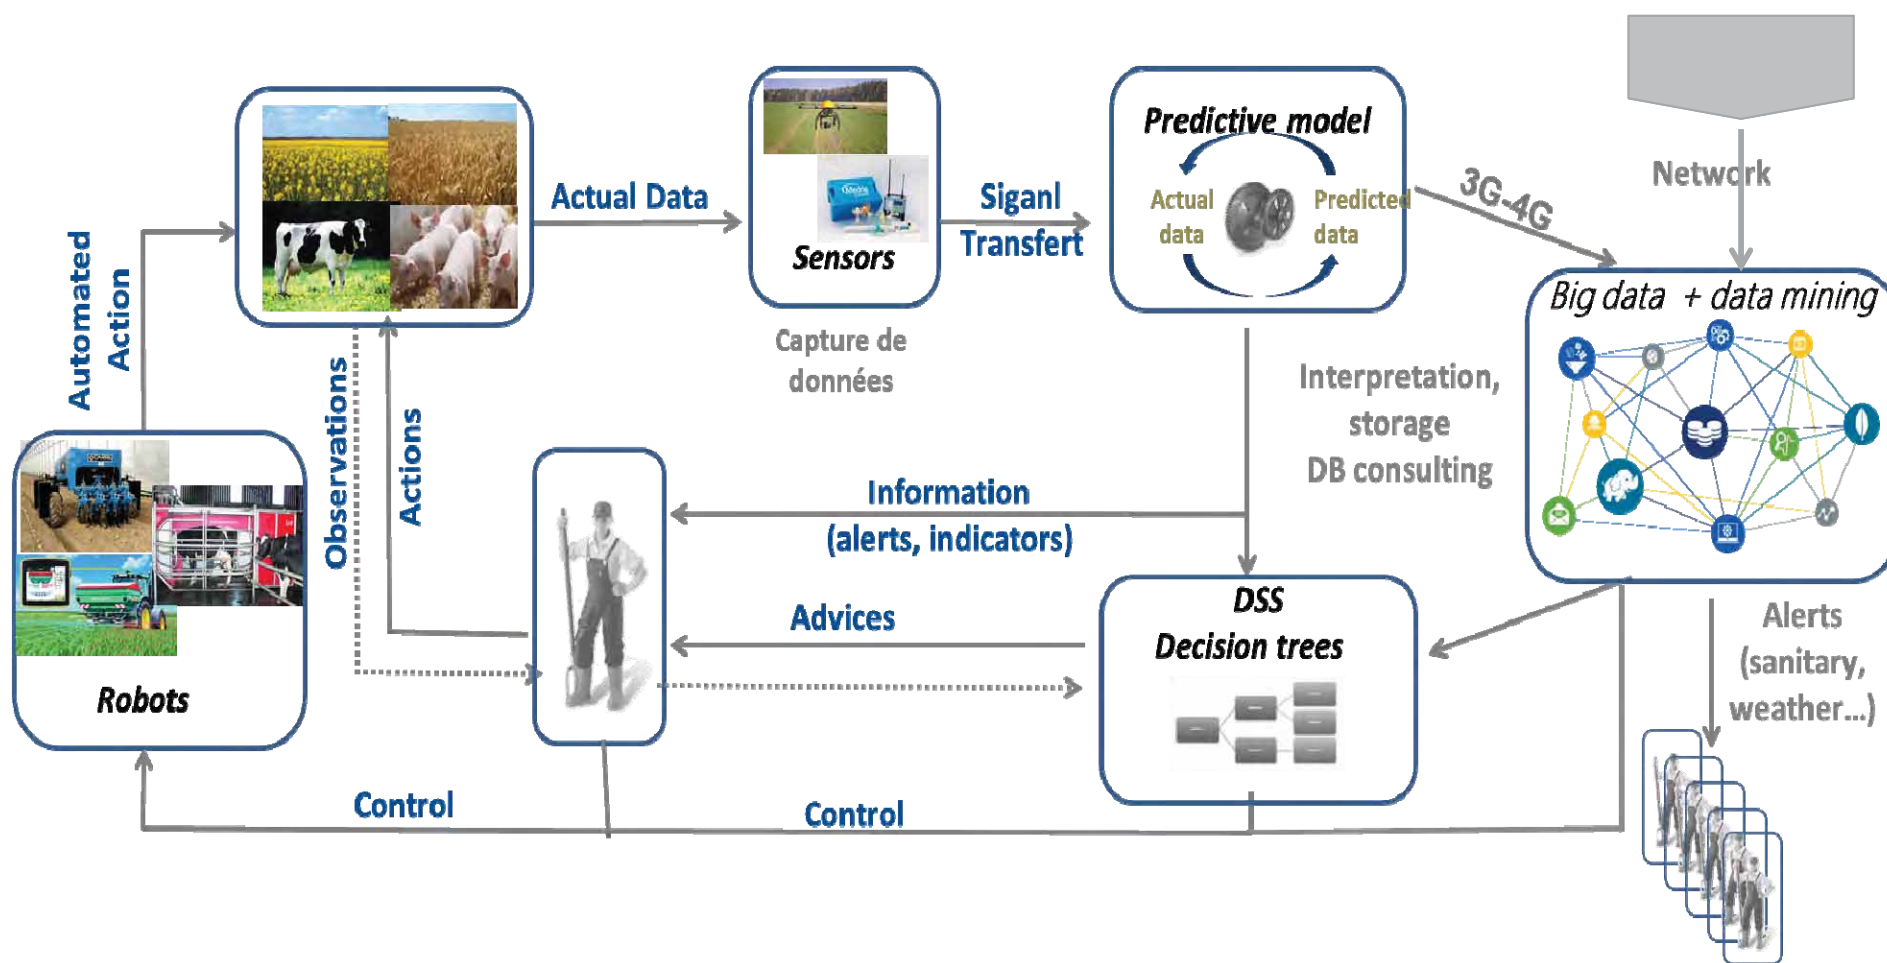 Predictive model
Actual
data
Predicted
data
Actual Data
Sensors
Siganl
Transfert
3G-4G
Network
Capture de
données
Big data + data mining
Interpretation,
storage
DB consulting
Automated
Action
Observations
Actions
Information
(alerts, indicators)
Advices
DSS
Decision trees
Alerts
(sanitary,
weather...)
Robots
Control
Control